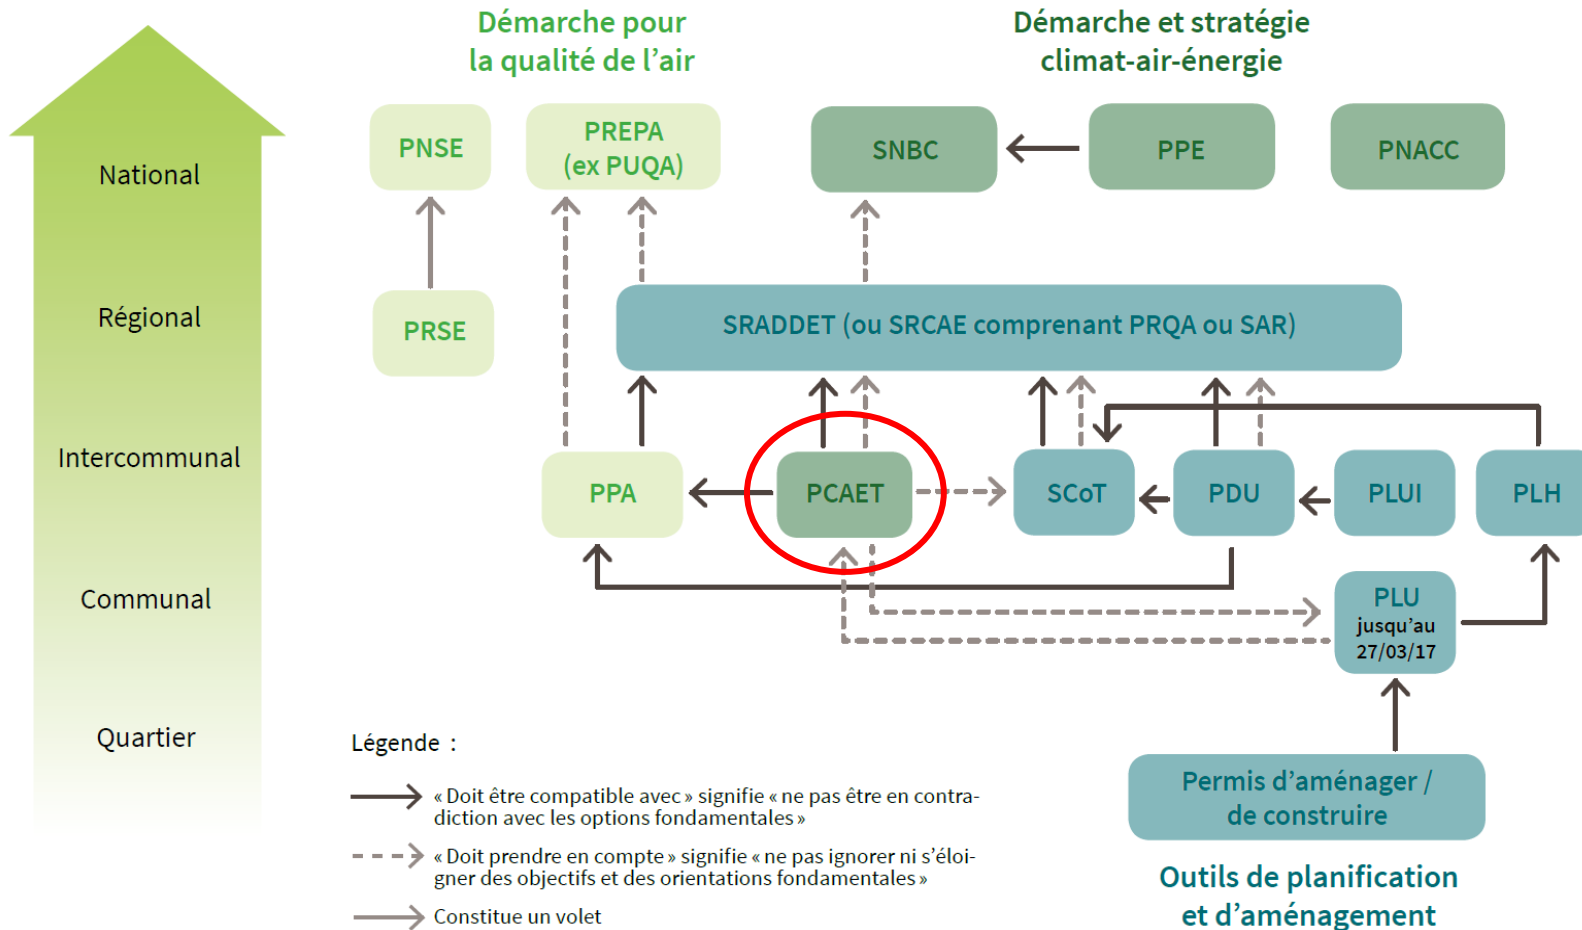 Démarche pour
la qualité de l’air
Démarche et stratégie
climat-air-énergie
National
PNSE
PREPA
(ex PUQA)
SNBC
PPE
PNACC
Régional
PRSE
SRADDET (ou SRCAE comprenant PRQA ou SAR)
Intercommunal
PPA
PCAET
SCoT
PDU
PLUI
PLH
Communal
PLU
jusqu’au
27/03/17
Quartier
Permis d’aménager /
de construire
Outils de planification
et d’aménagement
Légende :
« Doit être compatible avec » signifie « ne pas être en contra-
diction avec les options fondamentales »
« Doit prendre en compte » signifie « ne pas ignorer ni s’éloi-
gner des objectifs et des orientations fondamentales »
Constitue un volet